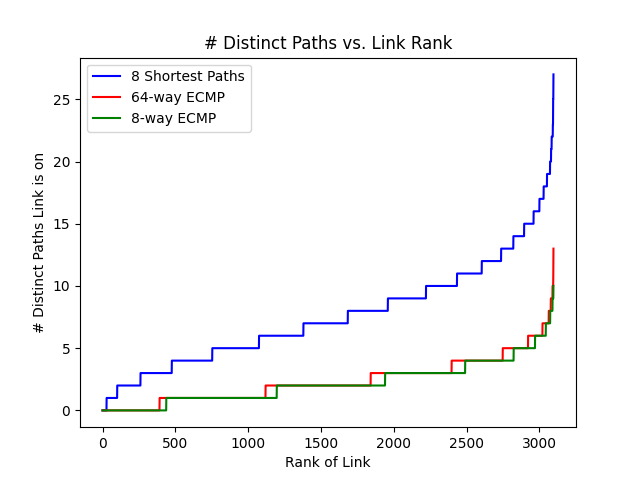 # Distinct Paths vs. Link Rank
8 Shortest Paths
64-way ECMP
8-way ECMP
# Distinct Paths Link is on
25
20
15
10
5
0
0 500 1000 1500 2000 2500 3000
Rank of Link